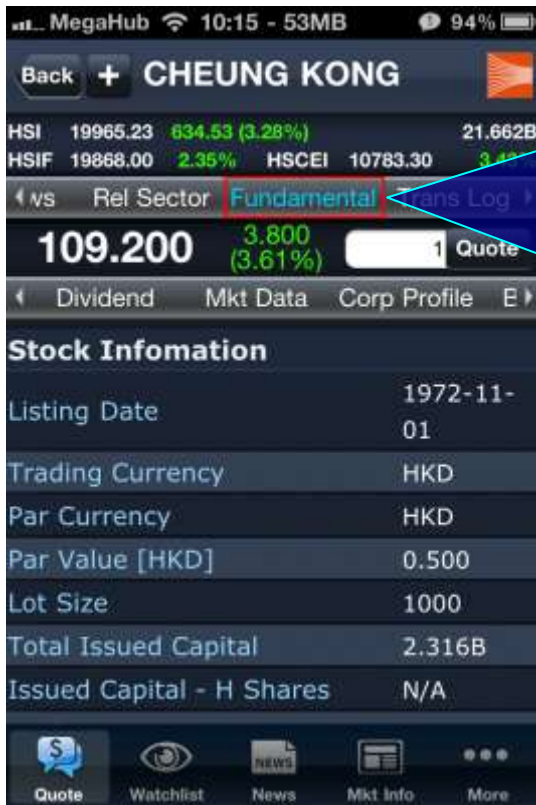 MegaHub 10:15 - 53MB 94%
Back + CHEUNG KONG
HSI 19965.23 634.53 (3.28%) 21.662B
HSIF 19868.00 2.35% HSCEI 10783.30
ws Rel Sector Fundamental Trans Log
109.200 3.800 (3.61%) 1 Quote
Dividend Mkt Data Corp Profile E
Stock Infomation
Listing Date 1972-11-
01
Trading Currency HKD
Par Currency HKD
Par Value [HKD] 0.500
Lot Size 1000
Total Issued Capital 2.316B
Issued Capital - H Shares N/A
NEWS
Quote Watchlist News Mkt Info More